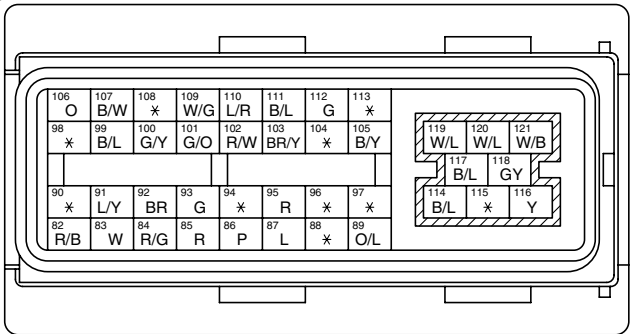 106 107 108 109 110 111 112 113
O B/W * W/G L/R B/L G *
98 99 100 101 102 103 104 105
* B/L G/Y G/O R/W BR/Y * B/Y
90 91 92 93 94 95 96 97
* L/Y BR G * R * *
82 83 84 85 86 87 88 89
R/B W R/G R P L * O/L
119 120 121
W/L W/L W/B
117 118
B/L GY
114 115 116
B/L * Y